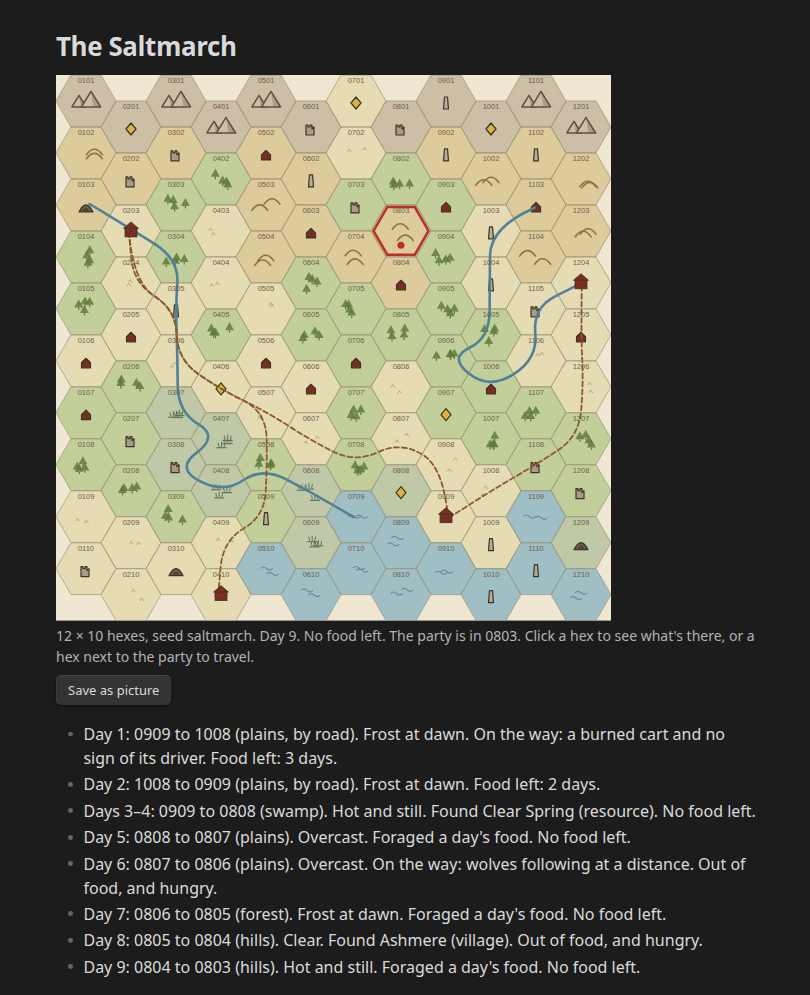 The Saltmarch
0101 0301 0501 0701 0901 1101
0201 0401 0601 0801 1001 1201
0102 0302 0502 0702 0902 1102
0202 0402 0602 0802 1002 1202
0103 0303 0503 0703 0903 1103
0203 0403 0603 0803 1003 1203
0104 0304 0504 0704 0904 1104
0204 0404 0604 0804 1004 1204
0105 0305 0505 0705 0905 1105
0205 0405 0605 0805 1005 1205
0106 0306 0506 0706 0906 1106
0206 0406 0606 0806 1006 1206
0107 0307 0507 0707 0907 1107
0207 0407 0607 0807 1007 1207
0108 0308 0508 0708 0908 1108
0208 0408 0608 0808 1008 1208
0109 0309 0509 0709 0909 1109
0209 0409 0609 0809 1009 1209
0110 0310 0510 0710 0910 1110
0210 0410 0610 0810 1010 1210
12 × 10 hexes, seed saltmarch. Day 9. No food left. The party is in 0803. Click a hex to see what's there, or a
hex next to the party to travel.
Save as picture
Day 1: 0909 to 1008 (plains, by road). Frost at dawn. On the way: a burned cart and no
sign of its driver. Food left: 3 days.
Day 2: 1008 to 0909 (plains, by road). Frost at dawn. Food left: 2 days.
Days 3–4: 0909 to 0808 (swamp). Hot and still. Found Clear Spring (resource). No food left.
Day 5: 0808 to 0807 (plains). Overcast. Foraged a day's food. No food left.
Day 6: 0807 to 0806 (plains). Overcast. On the way: wolves following at a distance. Out of
food, and hungry.
Day 7: 0806 to 0805 (forest). Frost at dawn. Foraged a day's food. No food left.
Day 8: 0805 to 0804 (hills). Clear. Found Ashmere (village). Out of food, and hungry.
Day 9: 0804 to 0803 (hills). Hot and still. Foraged a day's food. No food left.